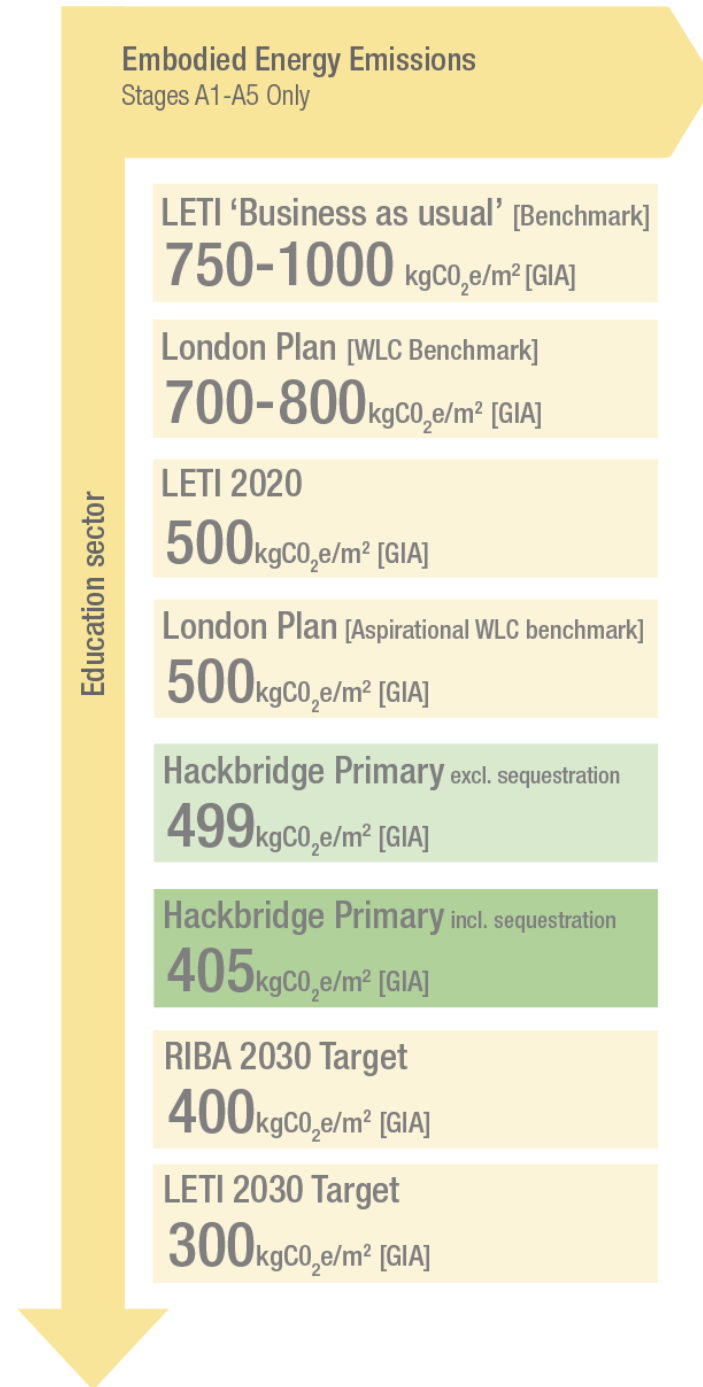 Embodied Energy Emissions
Stages A1-A5 Only
Education sector
LETI ‘Business as usual’ [Benchmark]
750-1000 kgC0₂e/m² [GIA]
London Plan [WLC Benchmark]
700-800kgC0₂e/m² [GIA]
LETI 2020
500kgC0₂e/m² [GIA]
London Plan [Aspirational WLC benchmark]
500kgC0₂e/m² [GIA]
Hackbridge Primary excl. sequestration
499kgC0₂e/m² [GIA]
Hackbridge Primary incl. sequestration
405kgC0₂e/m² [GIA]
RIBA 2030 Target
400kgC0₂e/m² [GIA]
LETI 2030 Target
300kgC0₂e/m² [GIA]